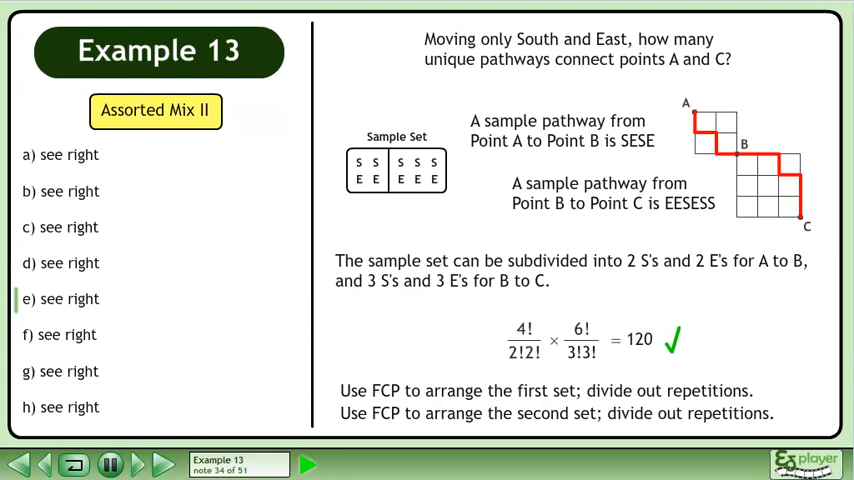 Example 13
Assorted Mix II
a) see right
b) see right
c) see right
d) see right
e) see right
f) see right
g) see right
h) see right
Moving only South and East, how many
unique pathways connect points A and C?
Sample Set
S S S S S
E E E E E
A sample pathway from
Point A to Point B is SESE
A sample pathway from
Point B to Point C is EESESS
A
B
C
The sample set can be subdivided into 2 S's and 2 E's for A to B,
and 3 S's and 3 E's for B to C.
4!/2!2! × 6!/3!3! = 120
Use FCP to arrange the first set; divide out repetitions.
Use FCP to arrange the second set; divide out repetitions.
Example 13
note 34 of 51
player